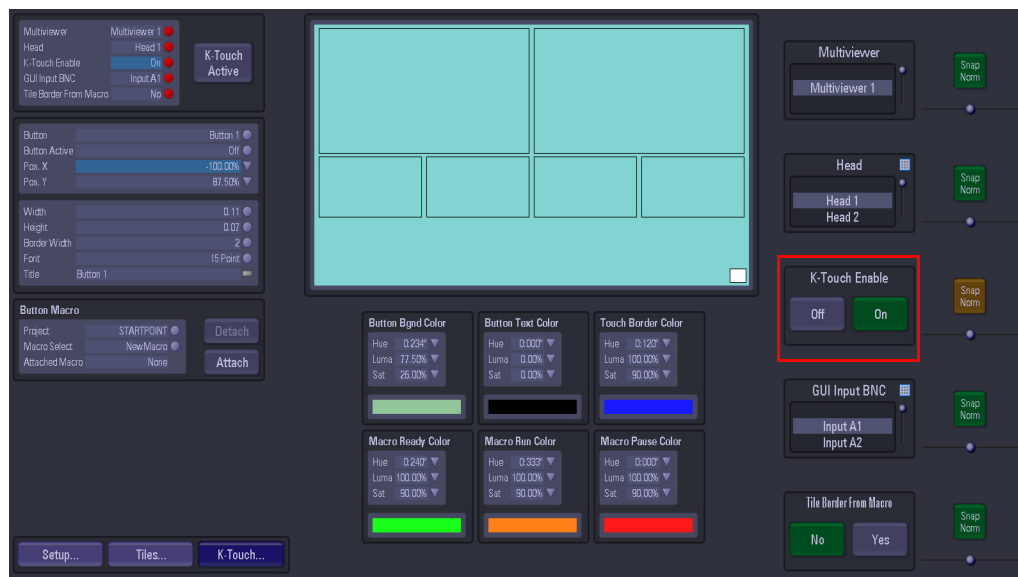 Multiviewer Multiviewer 1
Head Head 1
K-Touch Enable On
GUI Input BNC Input A1
Tile Border From Macro No
K-Touch
Active
Button Button 1
Button Active Off
Pos. X -100.00%
Pos. Y 87.50%
Width 0.11
Height 0.07
Border Width 2
Font 15 Point
Title Button 1
Button Macro
Project STARTPOINT
Macro Select NewMacro
Attached Macro None
Detach
Attach
Setup...
Tiles...
K-Touch...
Button Bgnd Color
Hue 0:234°
Luma 77.50%
Sat 26.00%
Button Text Color
Hue 0:000°
Luma 0.00%
Sat 0.00%
Touch Border Color
Hue 0:120°
Luma 100.00%
Sat 90.00%
Macro Ready Color
Hue 0:240°
Luma 100.00%
Sat 90.00%
Macro Run Color
Hue 0:333°
Luma 100.00%
Sat 90.00%
Macro Pause Color
Hue 0:000°
Luma 100.00%
Sat 90.00%
Multiviewer
Multiviewer 1
Snap
Norm
Head
Head 1
Head 2
Snap
Norm
K-Touch Enable
Off
On
Snap
Norm
GUI Input BNC
Input A1
Input A2
Snap
Norm
Tile Border From Macro
No
Yes
Snap
Norm